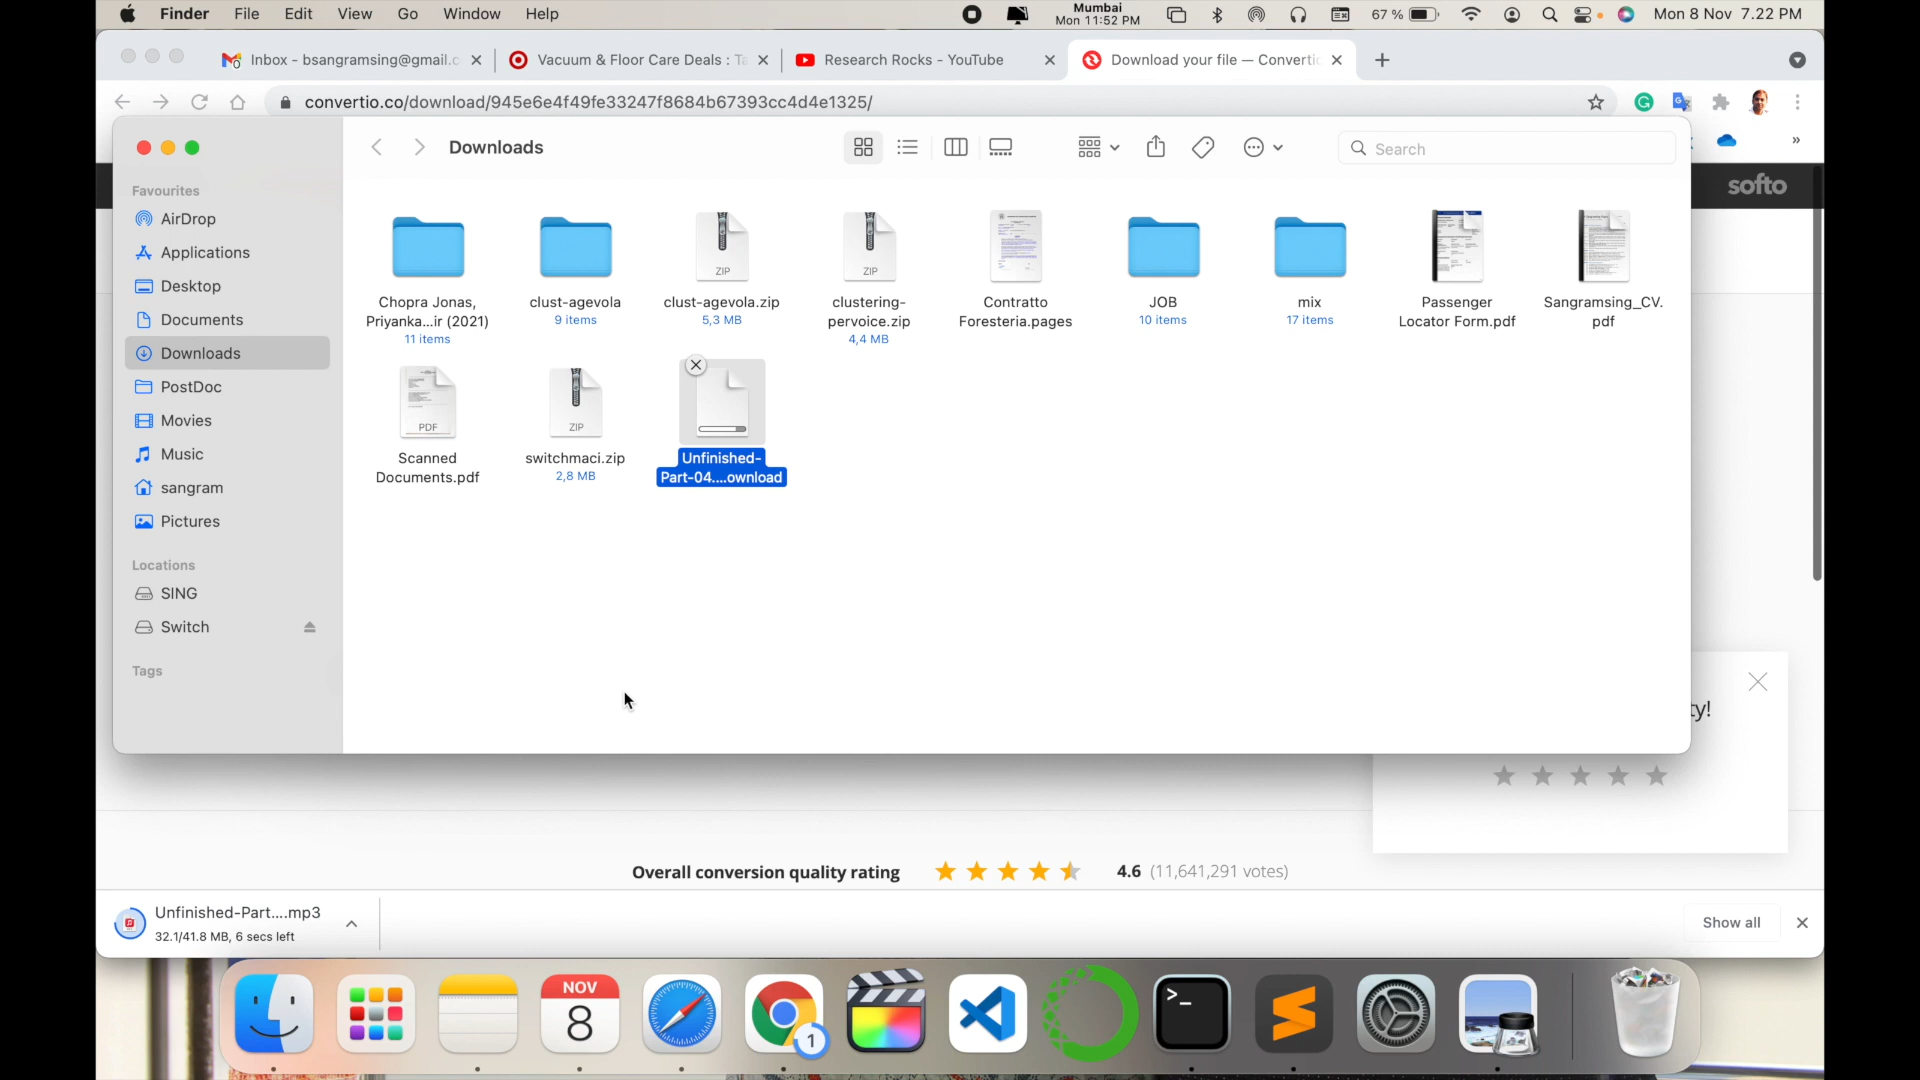 Finder File Edit View Go Window Help
Mumbai
Mon 11:52 PM
67 %
Mon 8 Nov 7.22 PM
Inbox - bsangramsing@gmail.c
Vacuum & Floor Care Deals : Ta
Research Rocks - YouTube
Download your file — Convertio
convertio.co/download/945e6e4f49fe33247f8684b67393cc4d4e1325/
Downloads
Search
softo
Favourites
AirDrop
Applications
Desktop
Documents
Downloads
PostDoc
Movies
Music
sangram
Pictures
Locations
SING
Switch
Tags
Chopra Jonas,
Priyanka...ir (2021)
11 items
clust-agevola
9 items
ZIP
clust-agevola.zip
5,3 MB
ZIP
clustering-
pervoice.zip
4,4 MB
Contratto
Foresteria.pages
JOB
10 items
mix
17 items
Passenger
Locator Form.pdf
Sangramsing_CV.
pdf
PDF
Scanned
Documents.pdf
ZIP
switchmaci.zip
2,8 MB
Unfinished-
Part-04....ownload
ty!
Overall conversion quality rating
4.6 (11,641,291 votes)
Unfinished-Part....mp3
32.1/41.8 MB, 6 secs left
Show all
NOV
8
1
>_